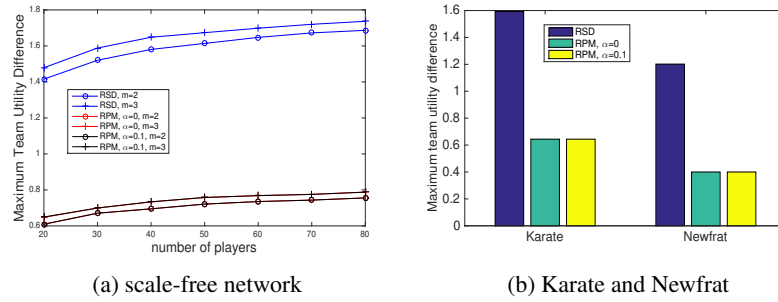 Maximum Team Utility Difference
1.8
1.6
1.4
1.2
1
0.8
0.6
RSD, m=2
RSD, m=3
RPM, α=0, m=2
RPM, α=0, m=3
RPM, α=0.1, m=2
RPM, α=0.1, m=3
20 30 40 50 60 70 80
number of players
(a) scale-free network
Maximum team utility difference
1.6
1.4
1.2
1
0.8
0.6
0.4
0.2
0
RSD
RPM, α=0
RPM, α=0.1
Karate Newfrat
(b) Karate and Newfrat